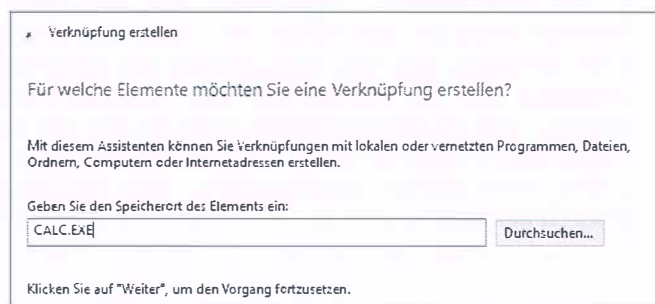 Verknüpfung erstellen
Für welche Elemente möchten Sie eine Verknüpfung erstellen?
Mit diesem Assistenten können Sie Verknüpfungen mit lokalen oder vernetzten Programmen, Dateien,
Ordnern, Computern oder Internetadressen erstellen.
Geben Sie den Speicherort des Elements ein:
CALC.EXE
Durchsuchen...
Klicken Sie auf "Weiter", um den Vorgang fortzusetzen.